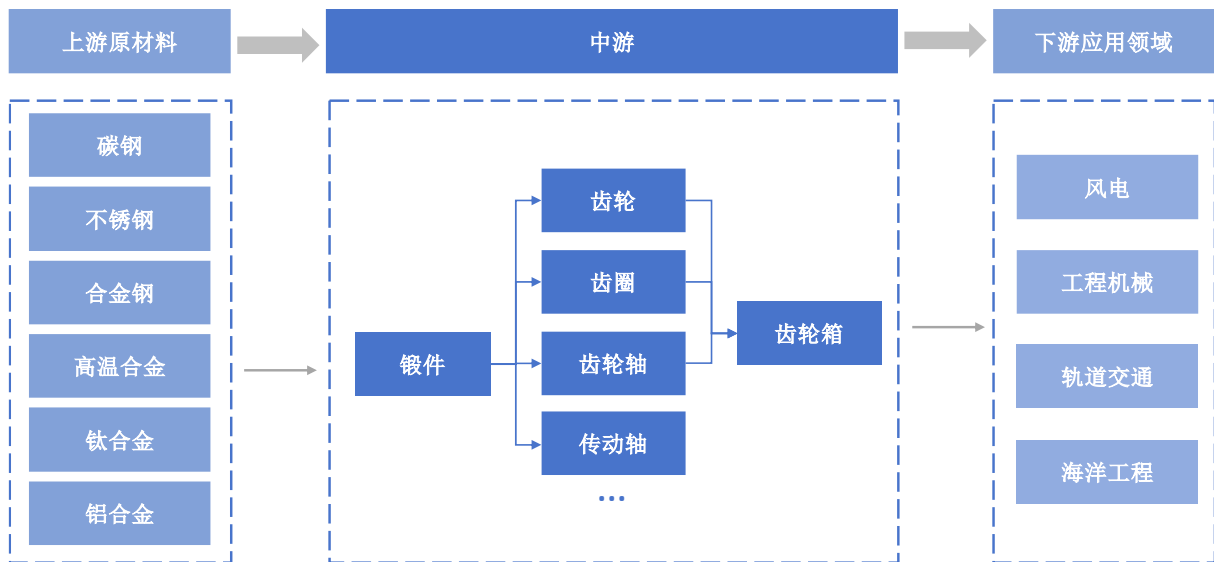 上游原材料
中游
下游应用领域
碳钢
不锈钢
合金钢
高温合金
钛合金
铝合金
锻件
齿轮
齿圈
齿轮轴
传动轴
...
齿轮箱
风电
工程机械
轨道交通
海洋工程